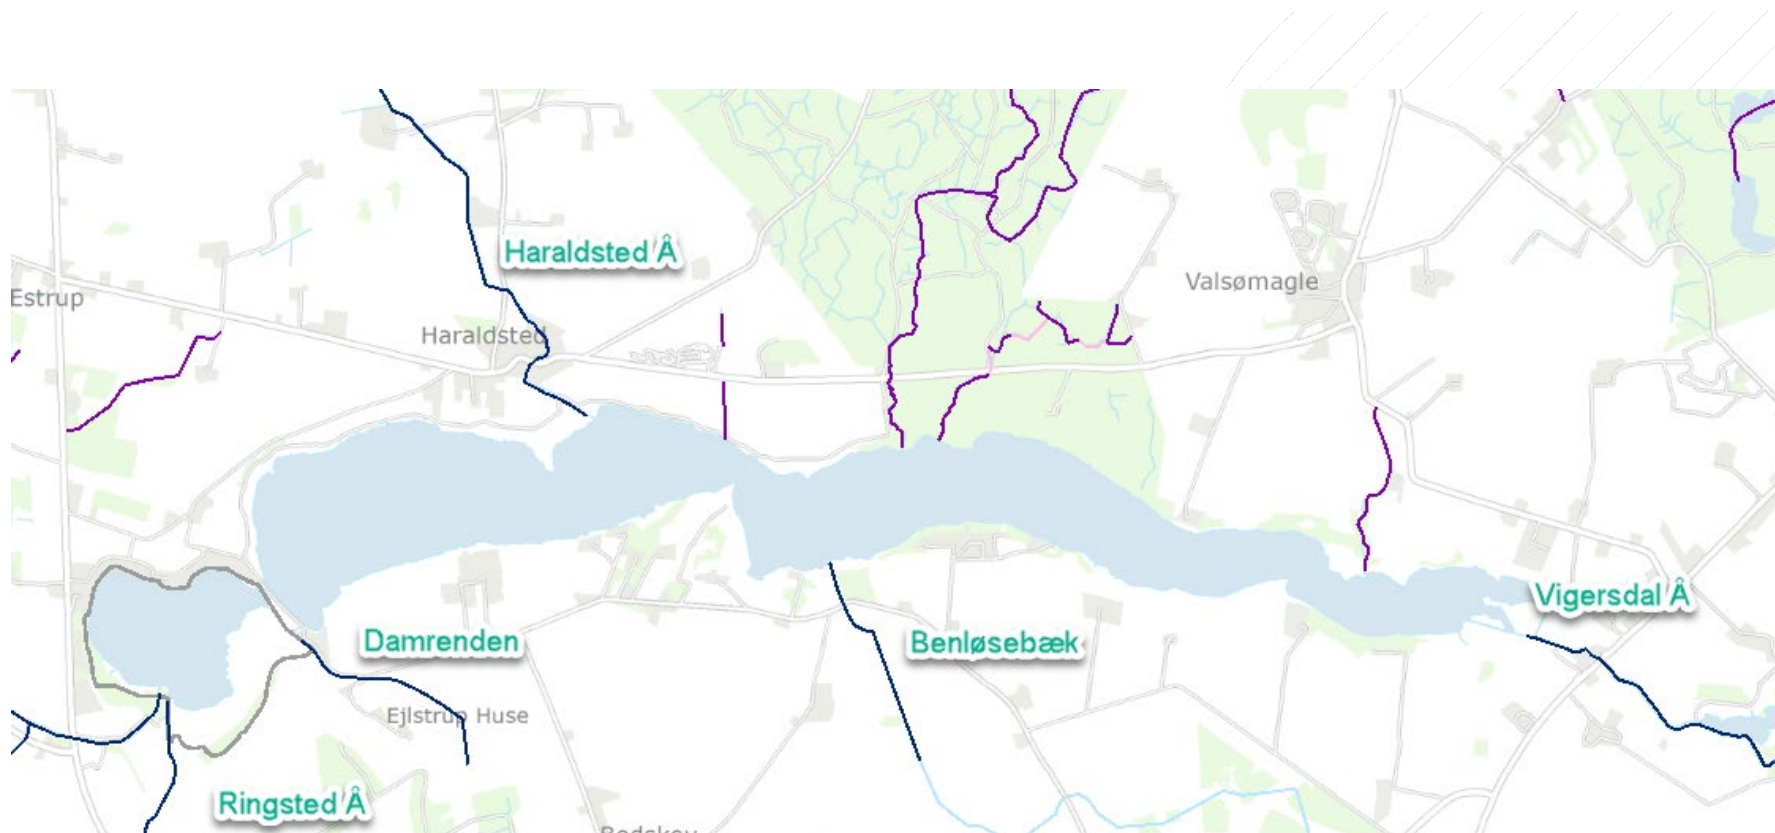 Haraldsted Å
Valsømagle
Estrup
Haraldsted
Vigersdal Å
Damrenden
Benløsebæk
Ejlstrup Huse
Ringsted Å